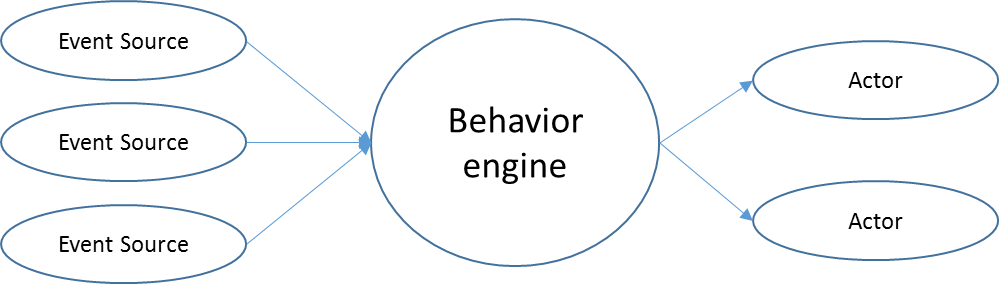 Event Source
Event Source
Event Source
Behavior
engine
Actor
Actor